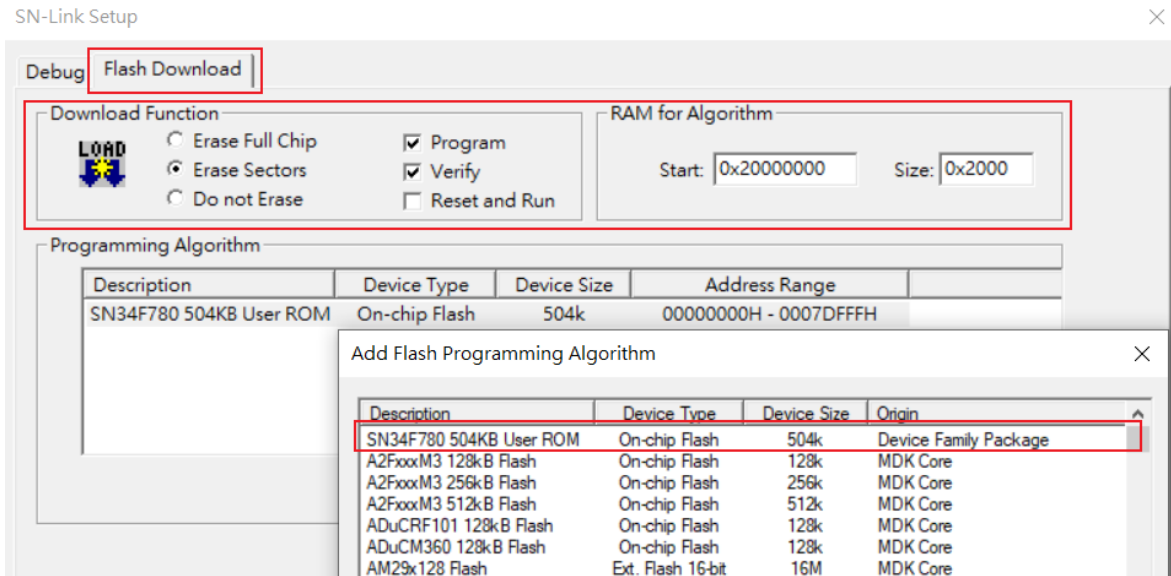 SN-Link Setup
Debug Flash Download
Download Function
LOAD
Erase Full Chip
Erase Sectors
Do not Erase
Program
Verify
Reset and Run
RAM for Algorithm
Start: 0x20000000 Size: 0x2000
Programming Algorithm
Description Device Type Device Size Address Range
SN34F780 504KB User ROM On-chip Flash 504k 00000000H - 0007DFFFH
Add Flash Programming Algorithm
Description Device Type Device Size Origin
SN34F780 504KB User ROM On-chip Flash 504k Device Family Package
A2FxxxM3 128kB Flash On-chip Flash 128k MDK Core
A2FxxxM3 256kB Flash On-chip Flash 256k MDK Core
A2FxxxM3 512kB Flash On-chip Flash 512k MDK Core
ADuCRF101 128kB Flash On-chip Flash 128k MDK Core
ADuCM360 128kB Flash On-chip Flash 128k MDK Core
AM29x128 Flash Ext. Flash 16-bit 16M MDK Core